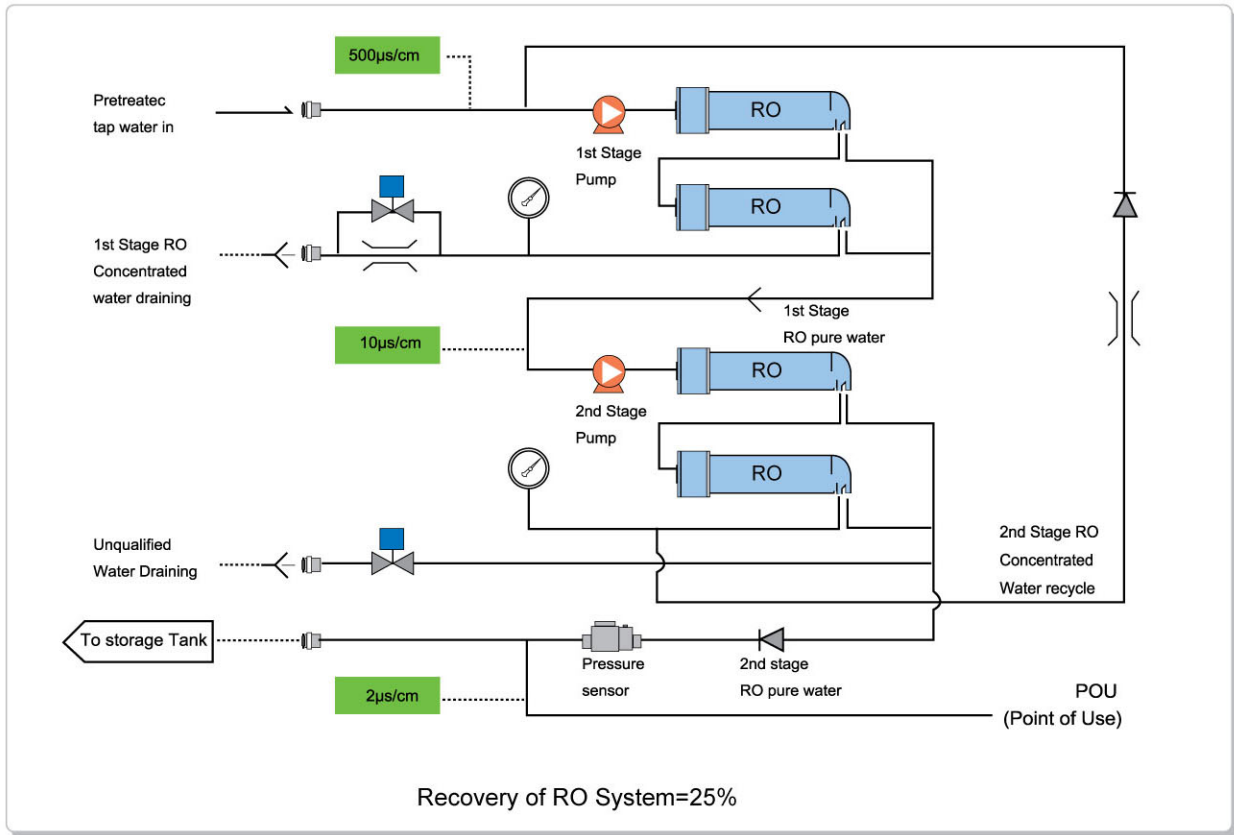 500µs/cm
Pretreatec
tap water in
RO
1st Stage
Pump
RO
1st Stage RO
Concentrated
water draining
1st Stage
RO pure water
10µs/cm
RO
2nd Stage
Pump
RO
Unqualified
Water Draining
2nd Stage RO
Concentrated
Water recycle
To storage Tank
Pressure
sensor
2nd stage
RO pure water
2µs/cm
POU
(Point of Use)
Recovery of RO System=25%